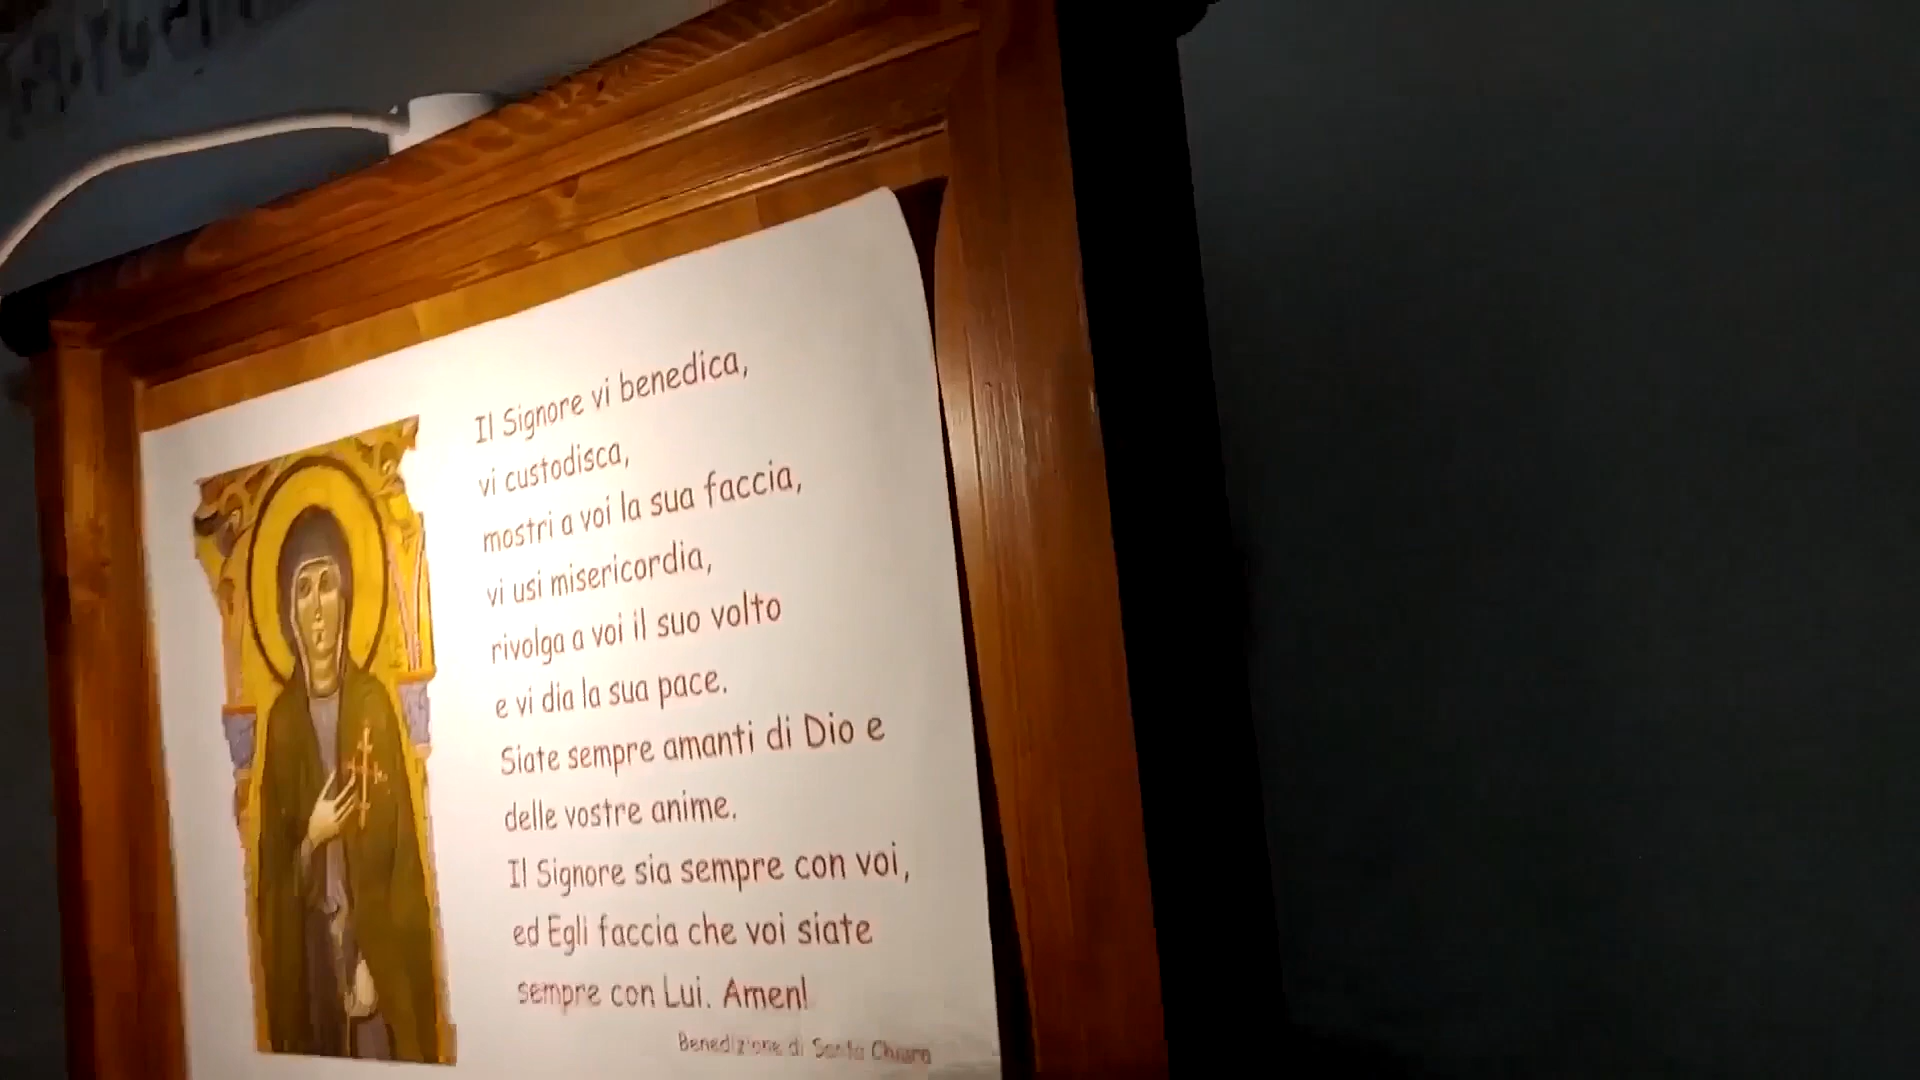 Il Signore vi benedica,
vi custodisca,
mostri a voi la sua faccia,
vi usi misericordia,
rivolga a voi il suo volto
e vi dia la sua pace.
Siate sempre amanti di Dio e
delle vostre anime.
Il Signore sia sempre con voi,
ed Egli faccia che voi siate
sempre con Lui. Amen!
Benedizione di Santa Chiara